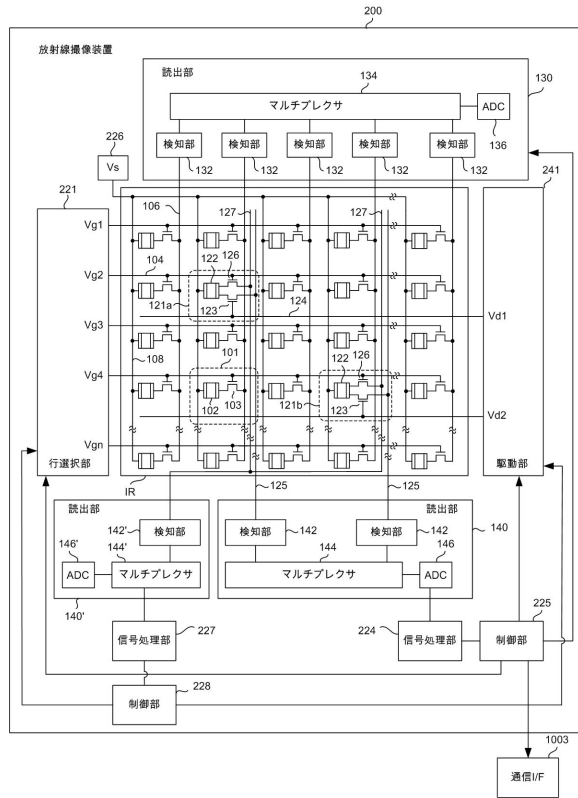 200
放射線撮像装置
読出部
134
マルチプレクサ
ADC
130
136
検知部 検知部 検知部 検知部 検知部
132 132 132 132 132
226
Vs
221
241
106
127
127
Vg1
104
122
126
Vg2
121a
123
124
Vd1
Vg3
108
101
122
126
Vg4
102
103
121b
123
Vd2
Vgn
行選択部
IR
駆動部
125
125
読出部
読出部
142'
検知部
検知部
142
検知部
142
140
146'
144'
144
146
ADC
マルチプレクサ
マルチプレクサ
ADC
140'
227
224
225
信号処理部
信号処理部
制御部
228
制御部
1003
通信I/F